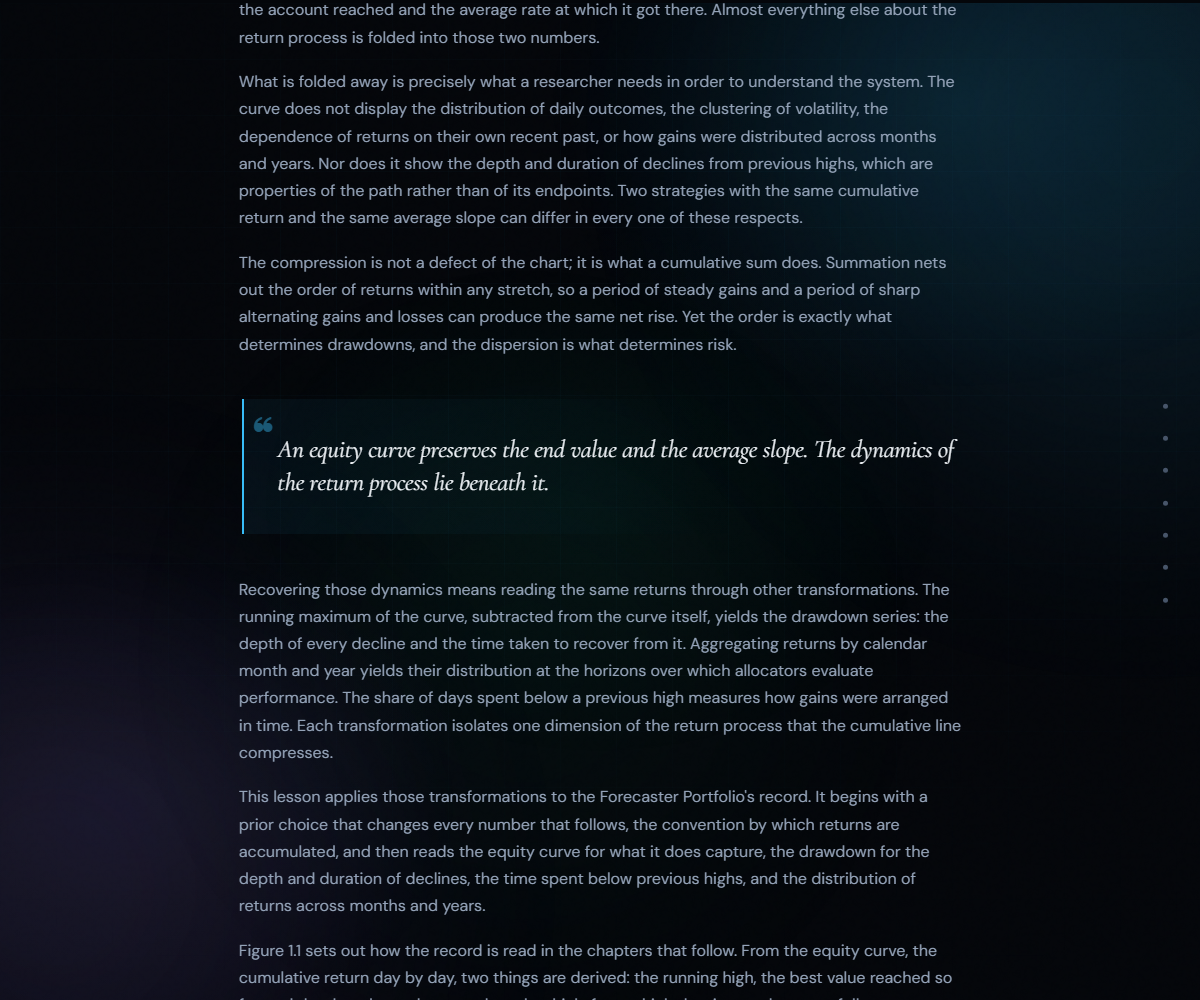 the account reached and the average rate at which it got there. Almost everything else about the
return process is folded into those two numbers.
What is folded away is precisely what a researcher needs in order to understand the system. The
curve does not display the distribution of daily outcomes, the clustering of volatility, the
dependence of returns on their own recent past, or how gains were distributed across months
and years. Nor does it show the depth and duration of declines from previous highs, which are
properties of the path rather than of its endpoints. Two strategies with the same cumulative
return and the same average slope can differ in every one of these respects.
The compression is not a defect of the chart; it is what a cumulative sum does. Summation nets
out the order of returns within any stretch, so a period of steady gains and a period of sharp
alternating gains and losses can produce the same net rise. Yet the order is exactly what
determines drawdowns, and the dispersion is what determines risk.
❝
An equity curve preserves the end value and the average slope. The dynamics of
the return process lie beneath it.
Recovering those dynamics means reading the same returns through other transformations. The
running maximum of the curve, subtracted from the curve itself, yields the drawdown series: the
depth of every decline and the time taken to recover from it. Aggregating returns by calendar
month and year yields their distribution at the horizons over which allocators evaluate
performance. The share of days spent below a previous high measures how gains were arranged
in time. Each transformation isolates one dimension of the return process that the cumulative line
compresses.
This lesson applies those transformations to the Forecaster Portfolio's record. It begins with a
prior choice that changes every number that follows, the convention by which returns are
accumulated, and then reads the equity curve for what it does capture, the drawdown for the
depth and duration of declines, the time spent below previous highs, and the distribution of
returns across months and years.
Figure 1.1 sets out how the record is read in the chapters that follow. From the equity curve, the
cumulative return day by day, two things are derived: the running high, the best value reached so